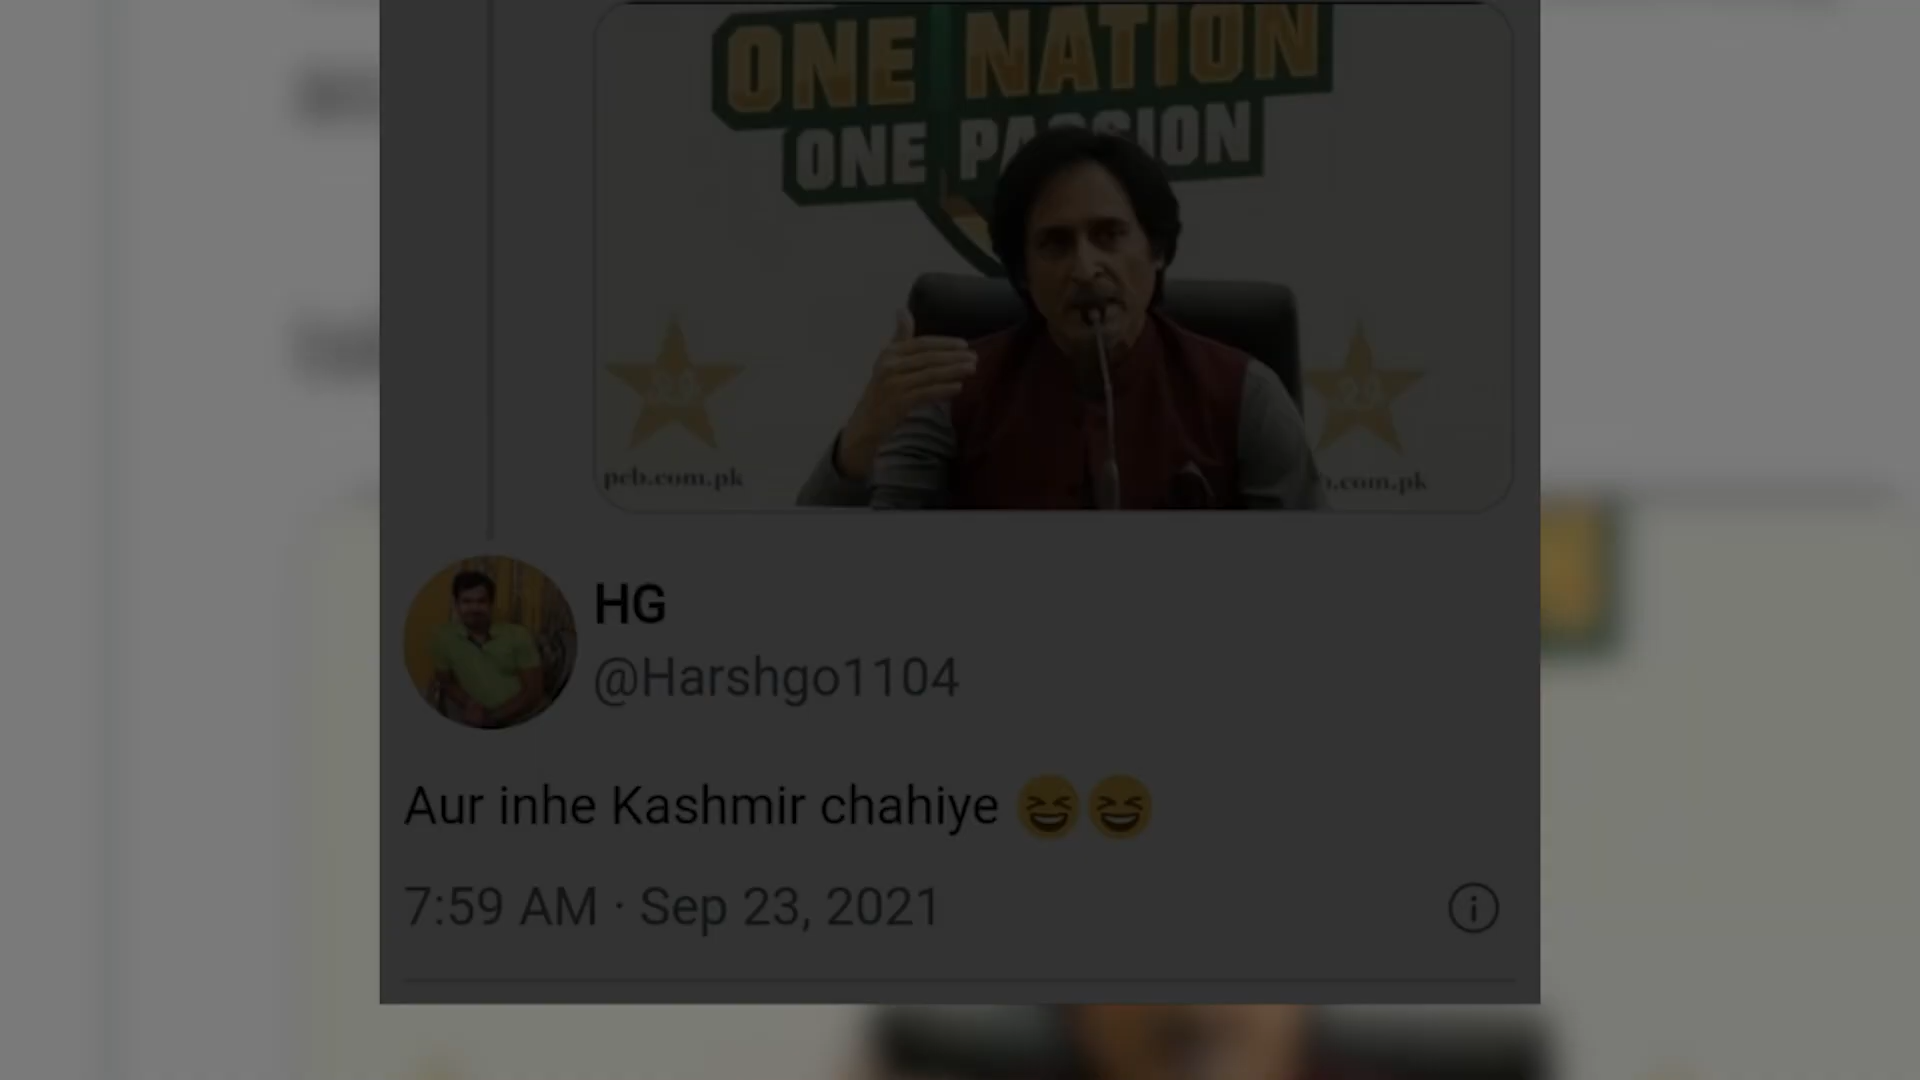 ONE NATION
ONE PASSION
pcb.com.pk
.com.pk
HG
@Harshgo1104
Aur inhe Kashmir chahiye 😆😆
7:59 AM · Sep 23, 2021